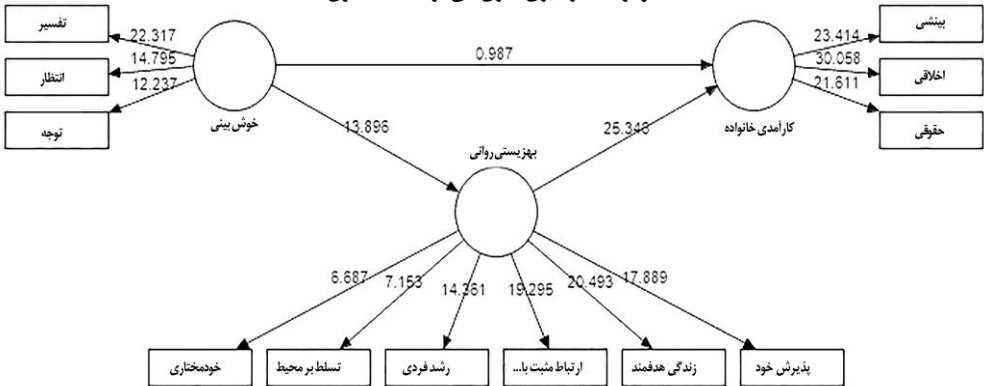 تفسیر
انتظار
توجه
22.317
14.795
12.237
خوش‌بینی
0.987
13.896
25.348
بهزیستی روانی
کارآمدی خانواده
23.414
30.058
21.611
بینشی
اخلاقی
حقوقی
6.687
7.153
14.361
19.295
20.493
17.889
خودمختاری
تسلط بر محیط
رشد فردی
ارتباط مثبت با...
زندگی هدفمند
پذیرش خود